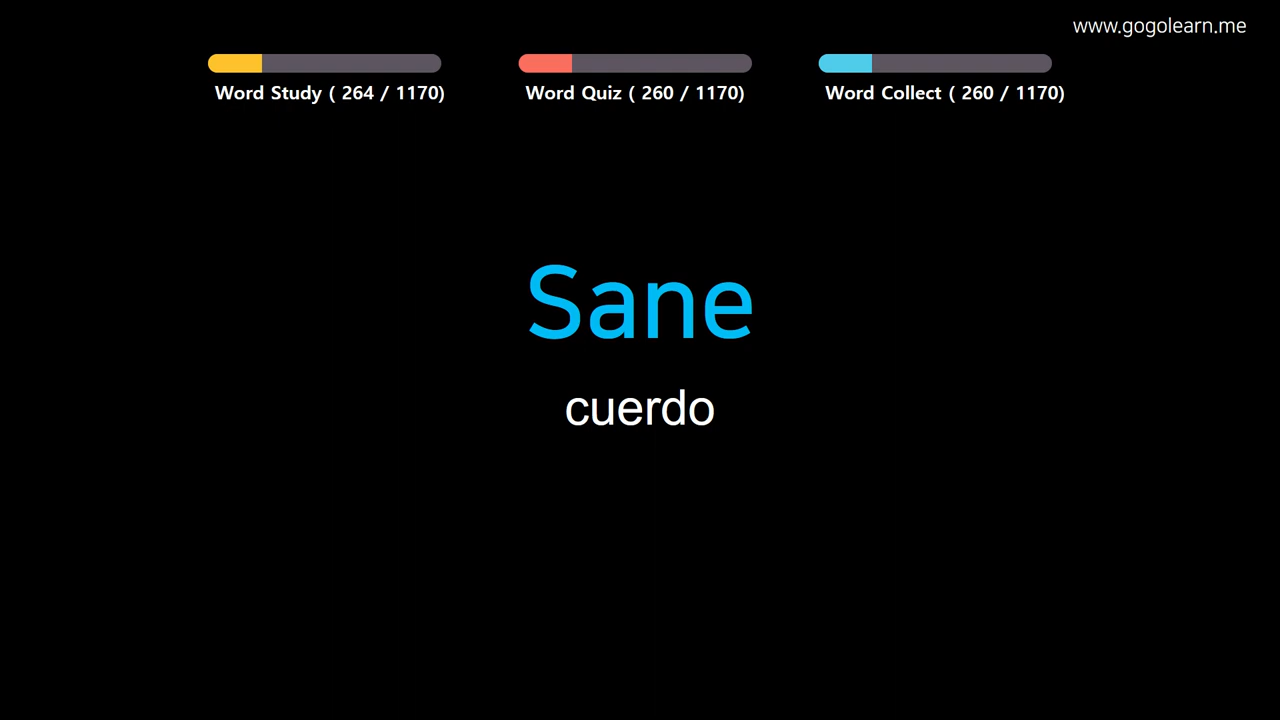 www.gogolearn.me
Word Study ( 264 / 1170) Word Quiz ( 260 / 1170) Word Collect ( 260 / 1170)
Sane
cuerdo